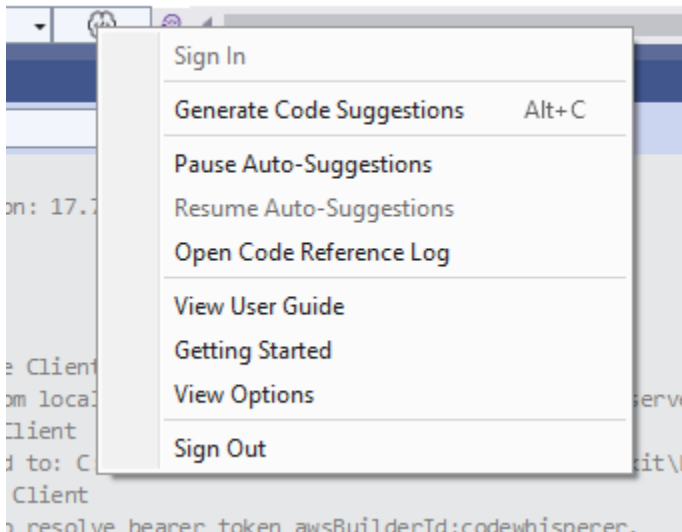 Sign In
Generate Code Suggestions Alt+C
Pause Auto-Suggestions
on: 17.7
Resume Auto-Suggestions
Open Code Reference Log
View User Guide
Getting Started
e Client
View Options
om local
serve
Client
Sign Out
d to: C:
kit\
Client
o resolve bearer token awsBuilderId:codewhisperer.